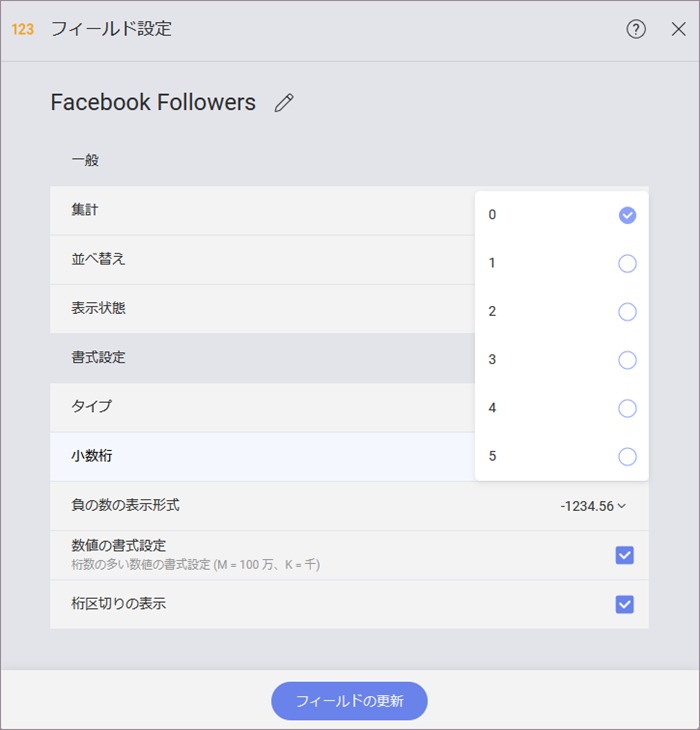 123 フィールド設定
Facebook Followers
一般
集計
0
並べ替え
1
表示状態
2
書式設定
3
タイプ
4
小数桁
5
負の数の表示形式 -1234.56
数値の書式設定
桁数の多い数値の書式設定 (M = 100 万、K = 千)
桁区切りの表示
フィールドの更新